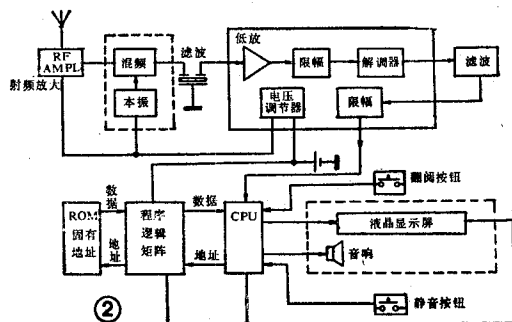 RF
AMPL
射频放大
混频
本振
滤波
低放
限幅
解调器
滤波
电压
调节器
限幅
翻阅按钮
数据
数据
ROM
固有
地址
程序
逻辑
矩阵
CPU
液晶显示屏
地址
地址
音响
静音按钮
②